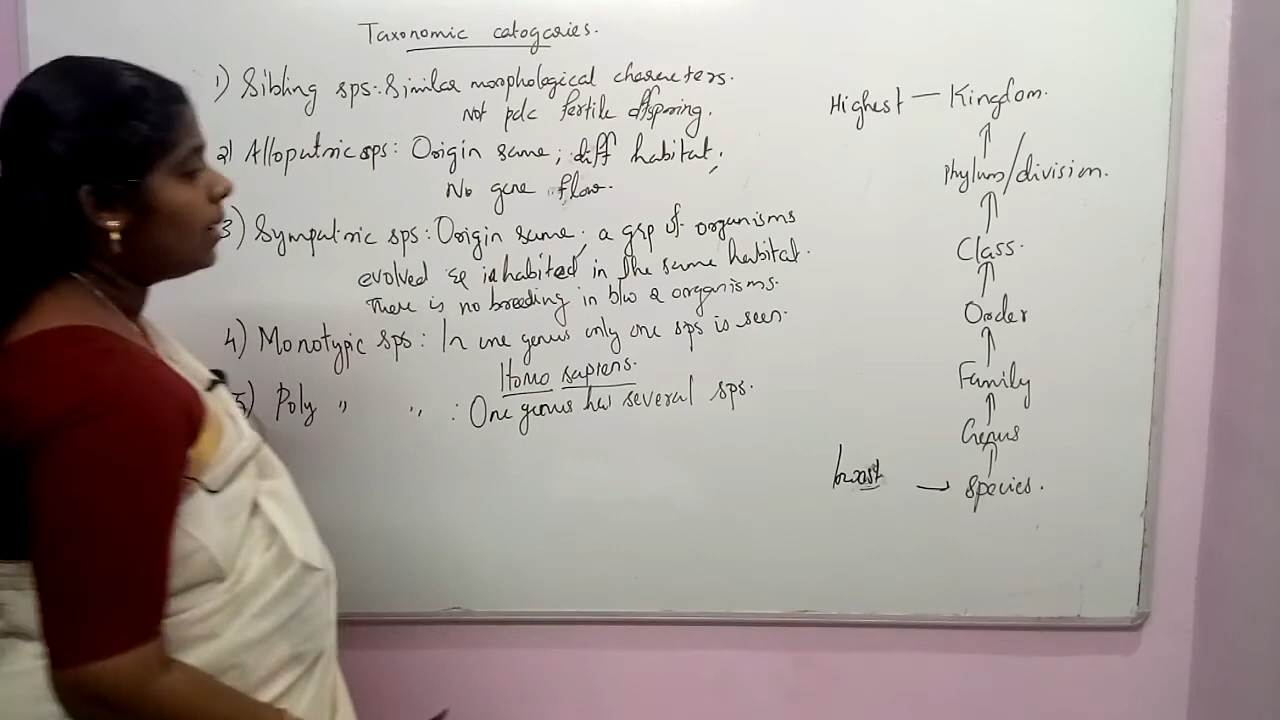 Taxonomic catogories.
1) Sibling sps:- Similar morphological characters.
Not pdc fertile offspring.
2) Allopatric sps: Origin same; diff habitat,
No gene flow.
3) Sympatric sps: Origin same; a grp of organisms
evolved & inhabited in the same habitat.
There is no breeding in b/w 2 organisms.
4) Monotypic sps: In one genus only one sps is seen.
Homo sapiens.
5) Poly " " : One genus has several sps.
Highest — Kingdom.
↑
Phylum/division.
↑
Class.
↑
Order
↑
Family
↑
Genus
↑
→ Species.